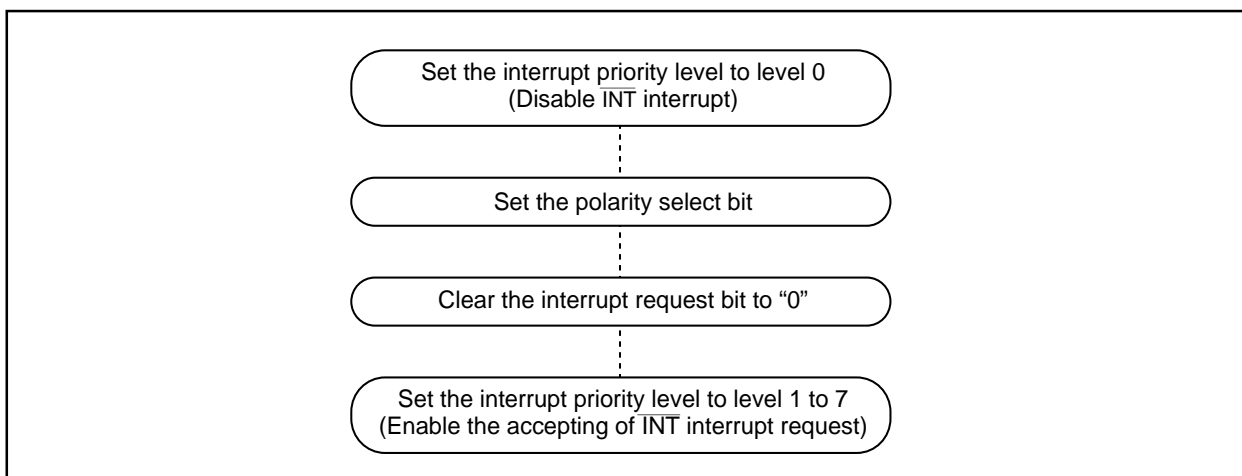 Set the interrupt priority level to level 0
(Disable I̅N̅T̅ interrupt)
Set the polarity select bit
Clear the interrupt request bit to “0”
Set the interrupt priority level to level 1 to 7
(Enable the accepting of I̅N̅T̅ interrupt request)